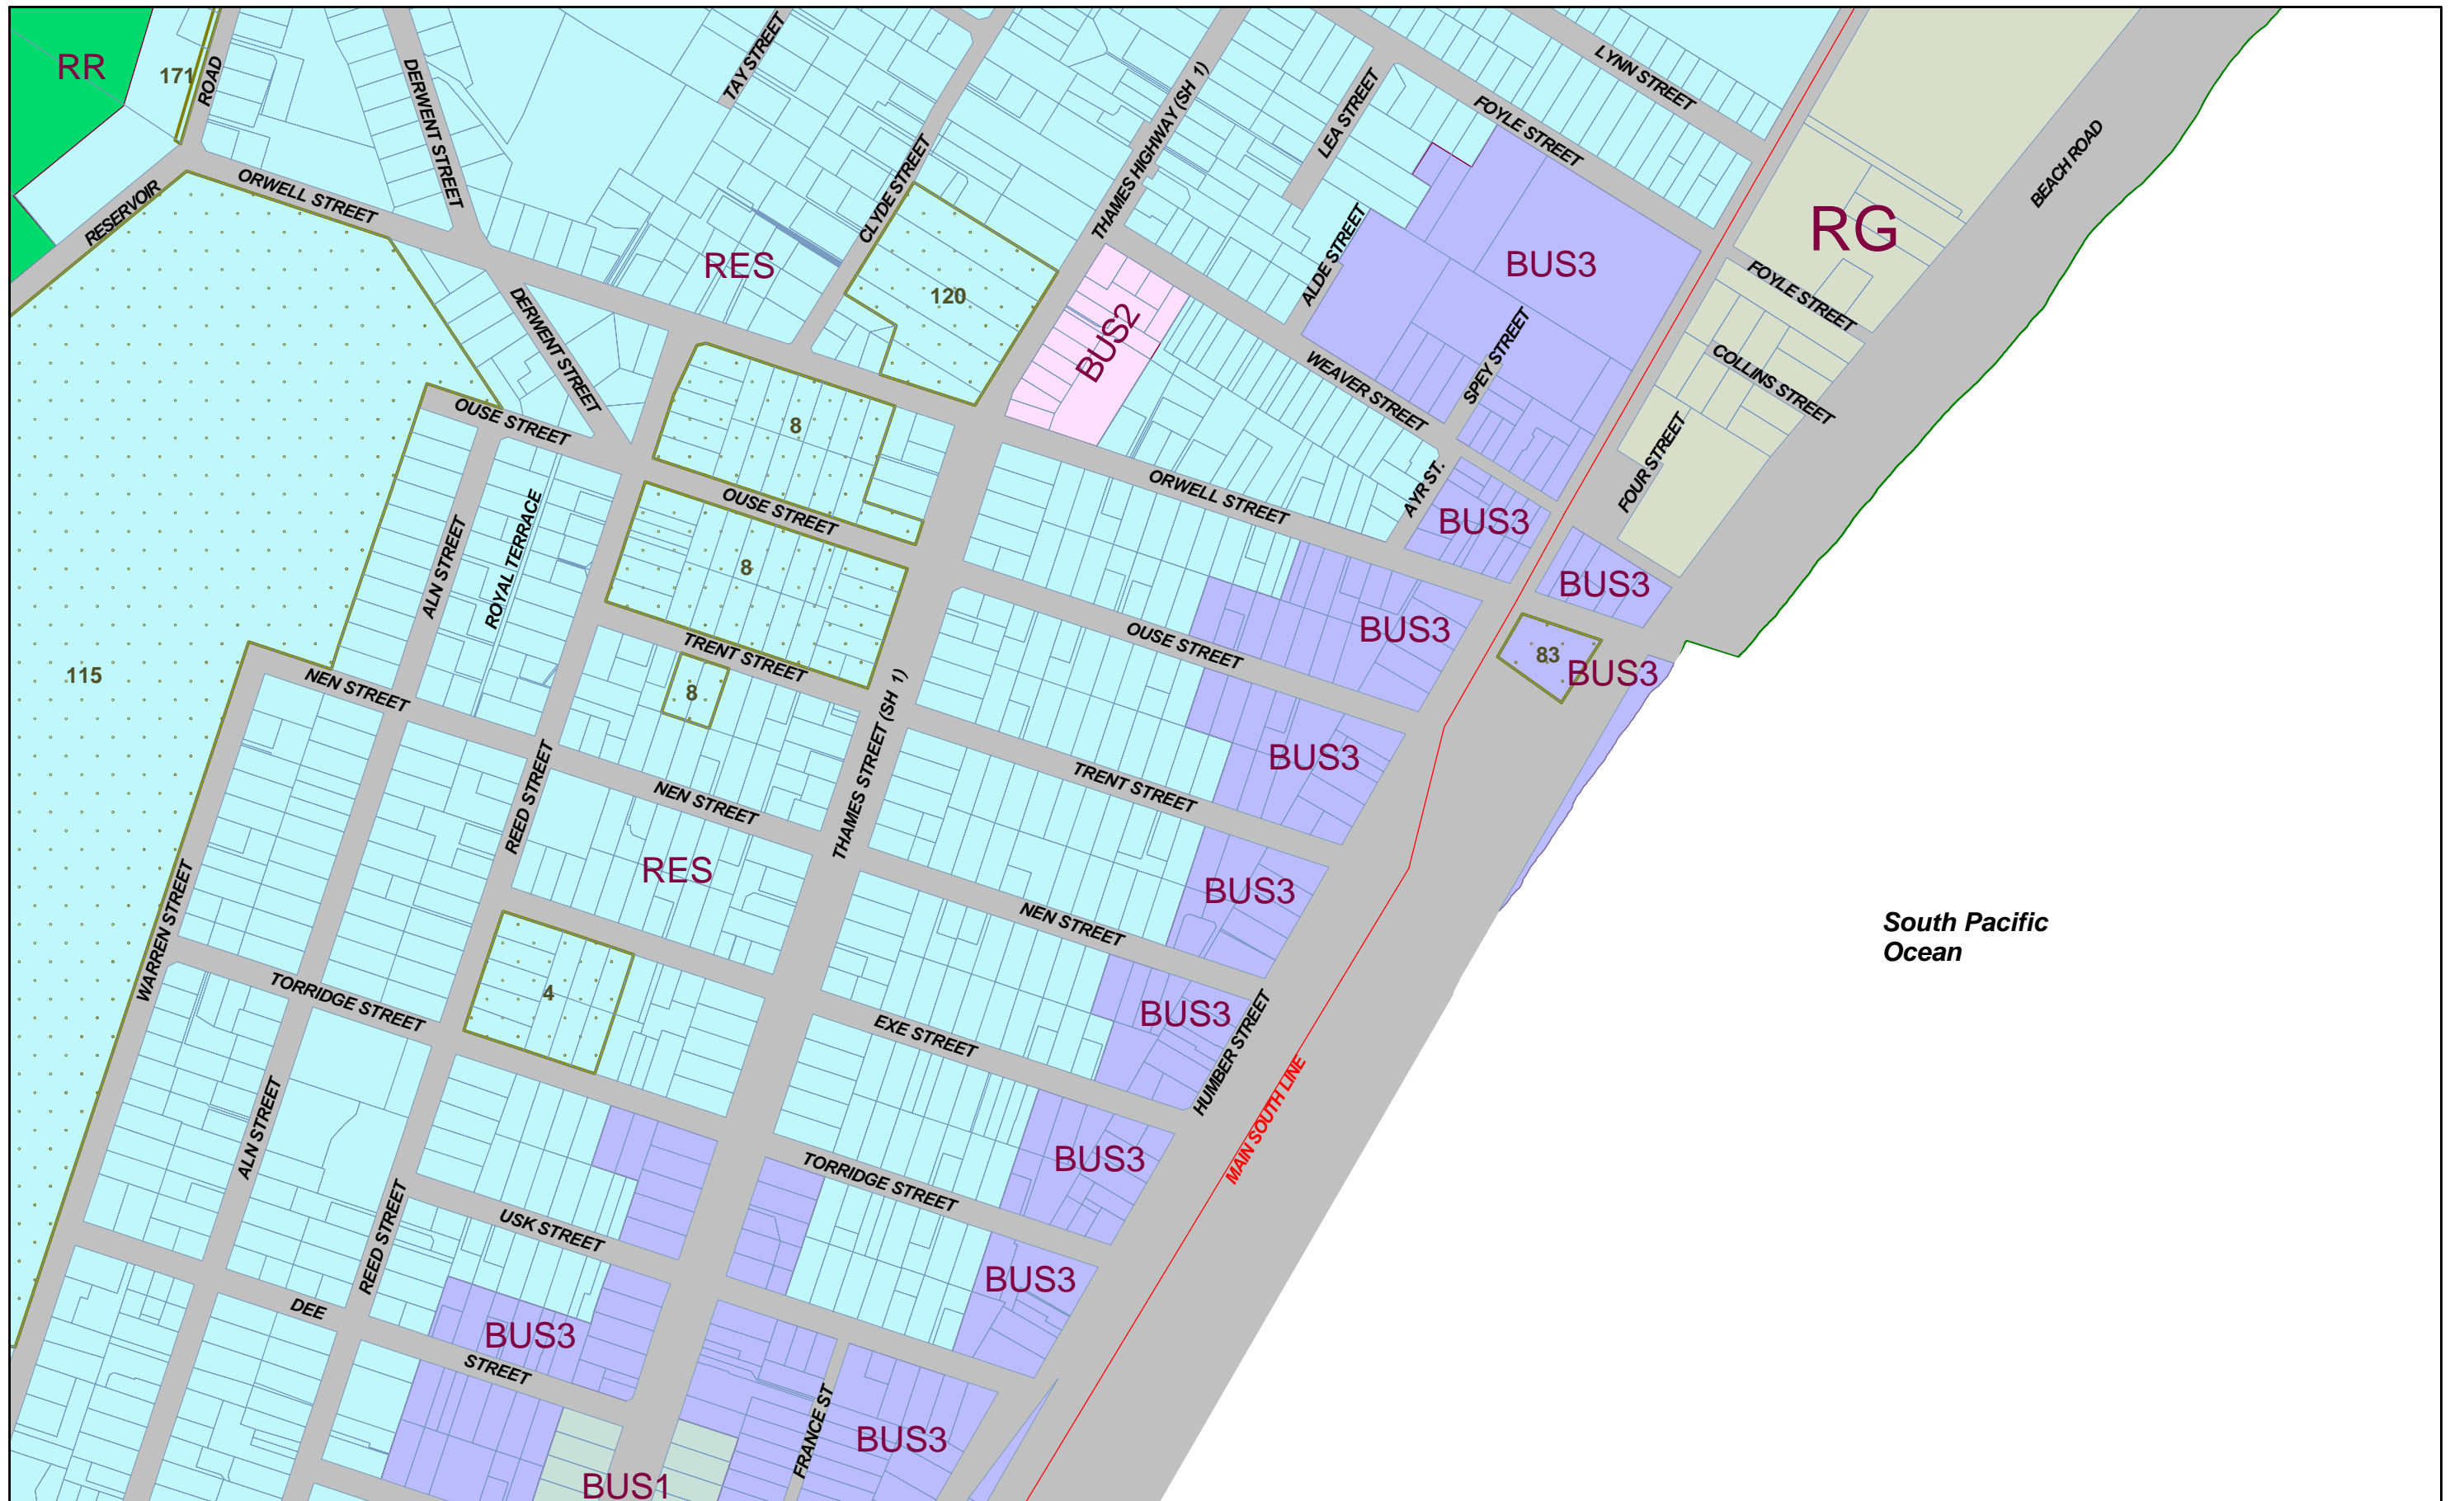 RR
171
ROAD
DERWENT STREET
TAY STREET
LYNN STREET
RESERVOIR
ORWELL STREET
CLYDE STREET
THAMES HIGHWAY (SH 1)
LEA STREET
FOYLE STREET
BEACH ROAD
RES
120
BUS2
ALDE STREET
BUS3
RG
FOYLE STREET
DERWENT STREET
WEAVER STREET
SPEY STREET
COLLINS STREET
OUSE STREET
8
FOUR STREET
OUSE STREET
ORWELL STREET
AYR ST.
BUS3
ALN STREET
ROYAL TERRACE
8
BUS3
115
NEN STREET
TRENT STREET
8
OUSE STREET
BUS3
83
BUS3
THAMES STREET (SH 1)
BUS3
REED STREET
NEN STREET
TRENT STREET
RES
BUS3
WARREN STREET
NEN STREET
South Pacific
Ocean
TORRIDGE STREET
4
EXE STREET
BUS3
HUMBER STREET
MAIN SOUTH LINE
ALN STREET
BUS3
TORRIDGE STREET
REED STREET
USK STREET
BUS3
DEE
BUS3
STREET
FRANCE ST
BUS3
BUS1